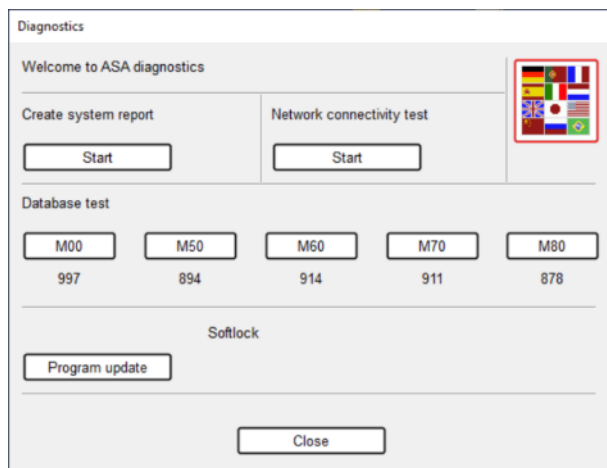 Diagnostics
Welcome to ASA diagnostics
Create system report
Network connectivity test
Start
Start
Database test
M00
M50
M60
M70
M80
997
894
914
911
878
Softlock
Program update
Close